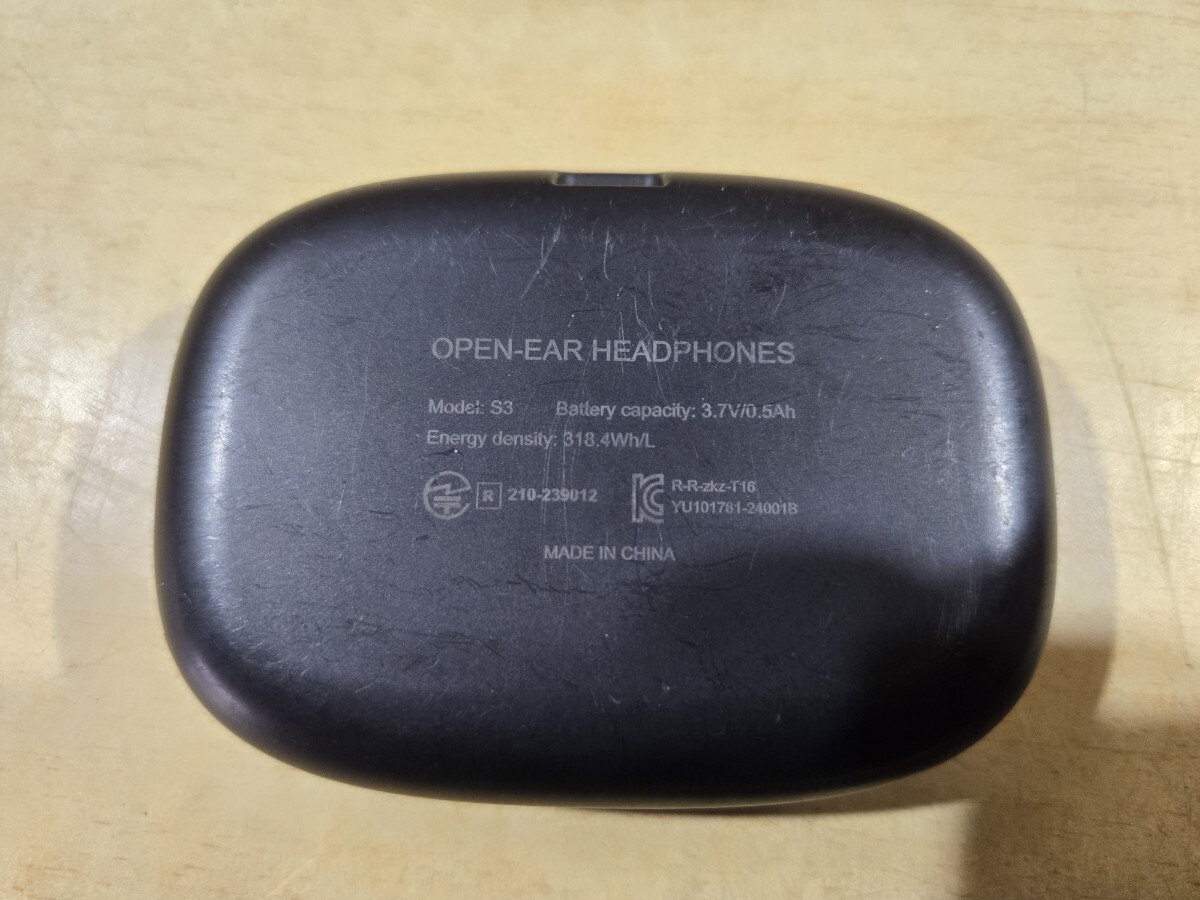 OPEN-EAR HEADPHONES
Model: S3 Battery capacity: 3.7V/0.5Ah
Energy density: 318.4Wh/L
R 210-239012
R-R-zkz-T16
YU101781-24001B
MADE IN CHINA